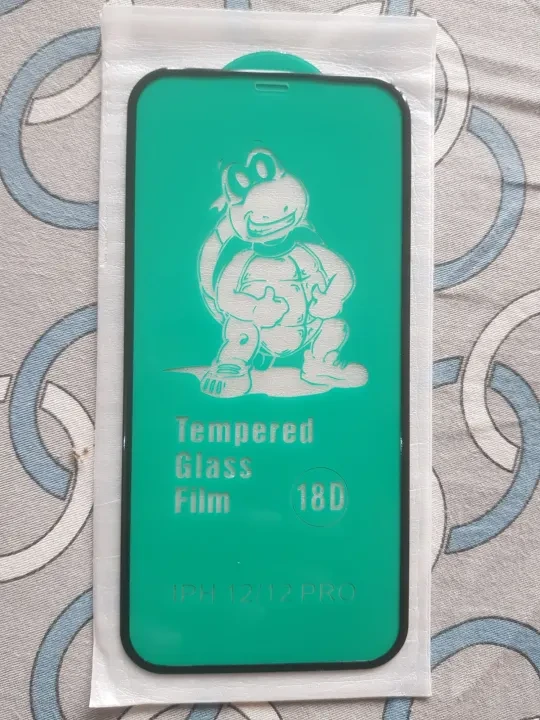 Tempered
Glass
Film
18D
IPH 12/12 PRO